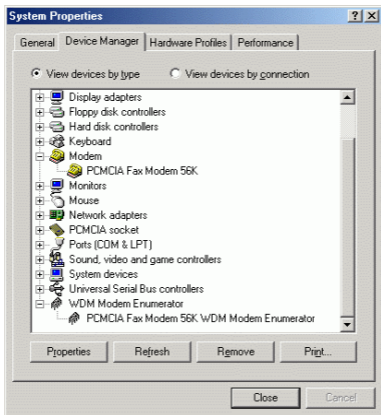 System Properties
General Device Manager Hardware Profiles Performance
View devices by type View devices by connection
Display adapters
Floppy disk controllers
Hard disk controllers
Keyboard
Modem
PCMCIA Fax Modem 56K
Monitors
Mouse
Network adapters
PCMCIA socket
Ports (COM & LPT)
Sound, video and game controllers
System devices
Universal Serial Bus controllers
WDM Modem Enumerator
PCMCIA Fax Modem 56K WDM Modem Enumerator
Properties Refresh Remove Print...
Close Cancel